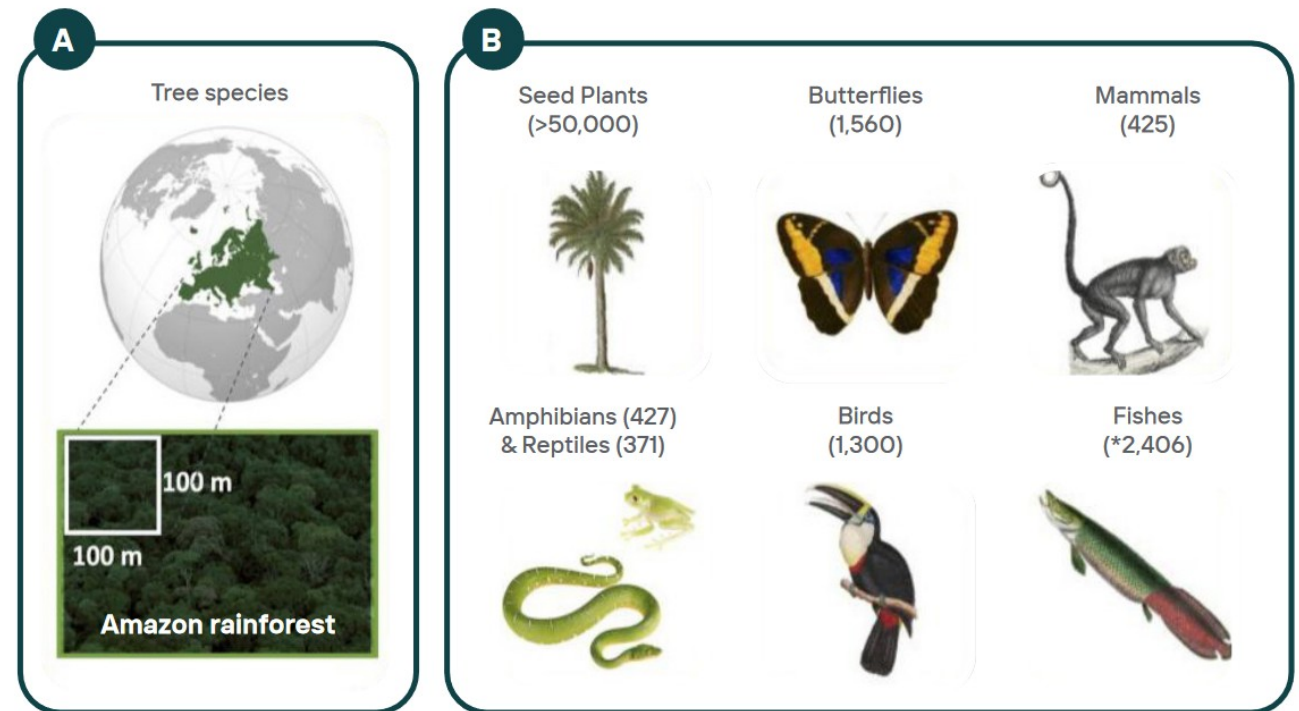 A
Tree species
100 m
100 m
Amazon rainforest
B
Seed Plants
(>50,000)
Butterflies
(1,560)
Mammals
(425)
Amphibians (427)
& Reptiles (371)
Birds
(1,300)
Fishes
(*2,406)